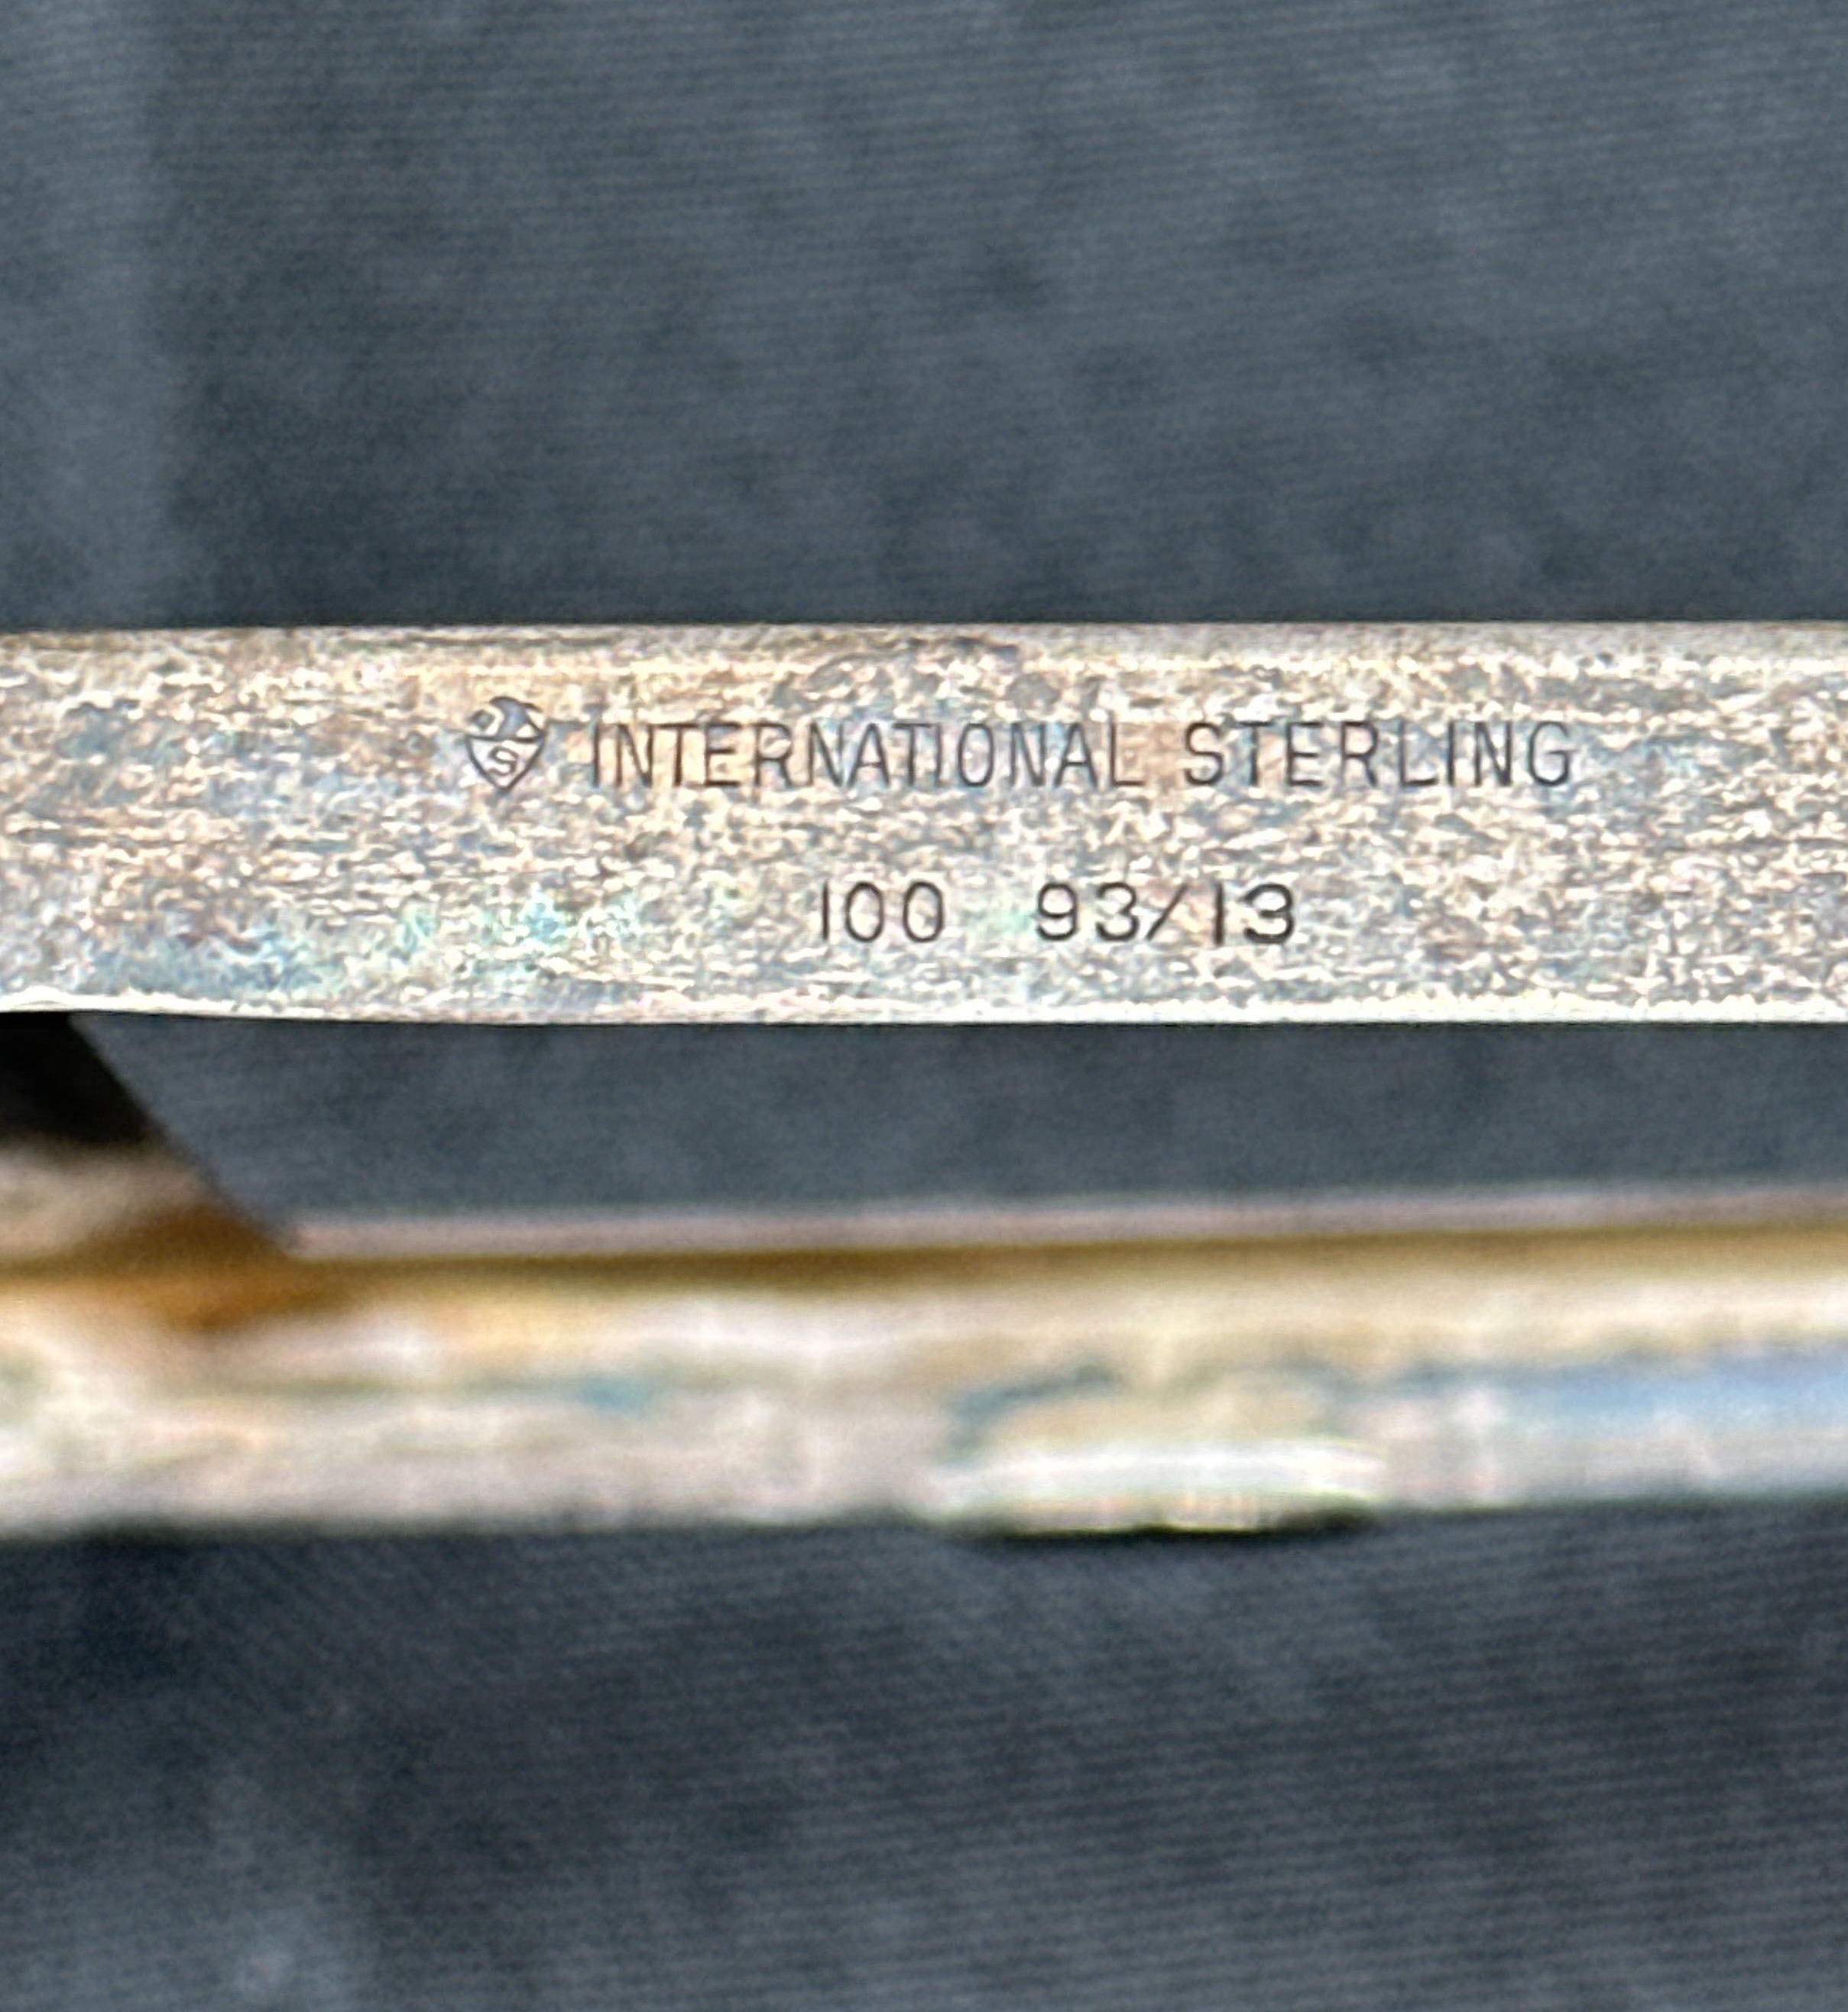 S INTERNATIONAL STERLING
100 93/13